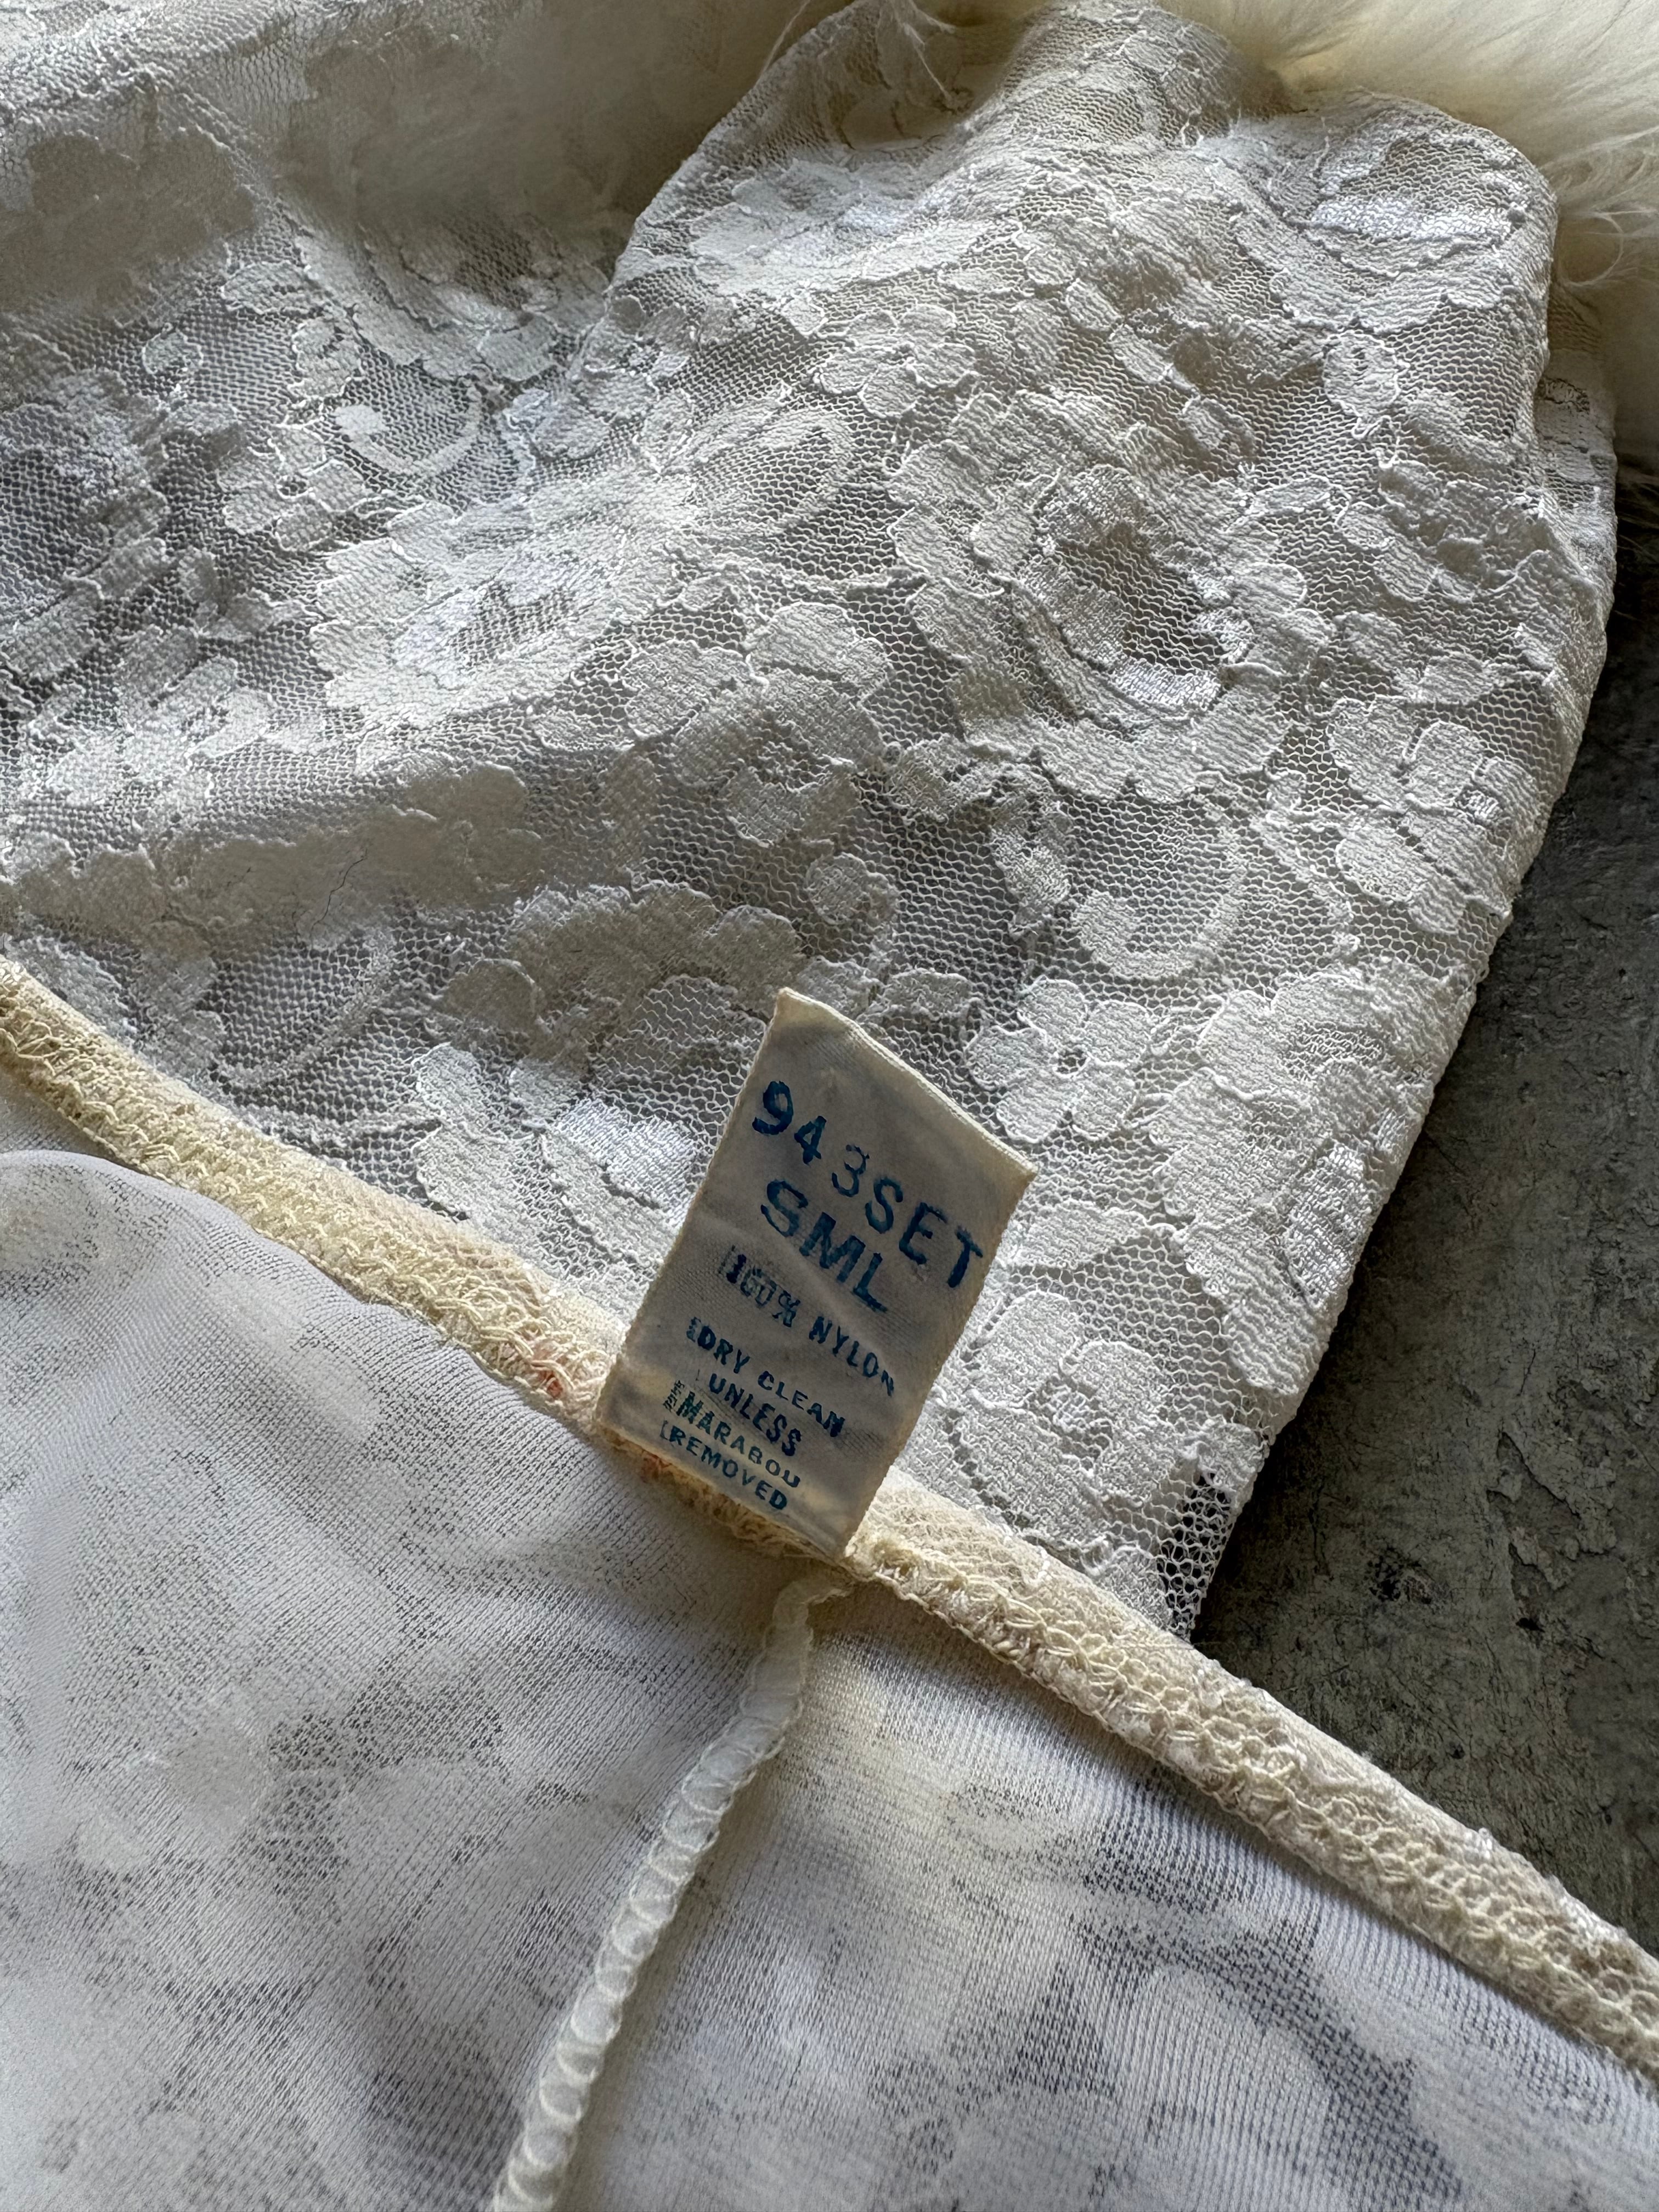 943SET
SML
100% NYLON
DRY CLEAN
UNLESS
MARABOU
REMOVED